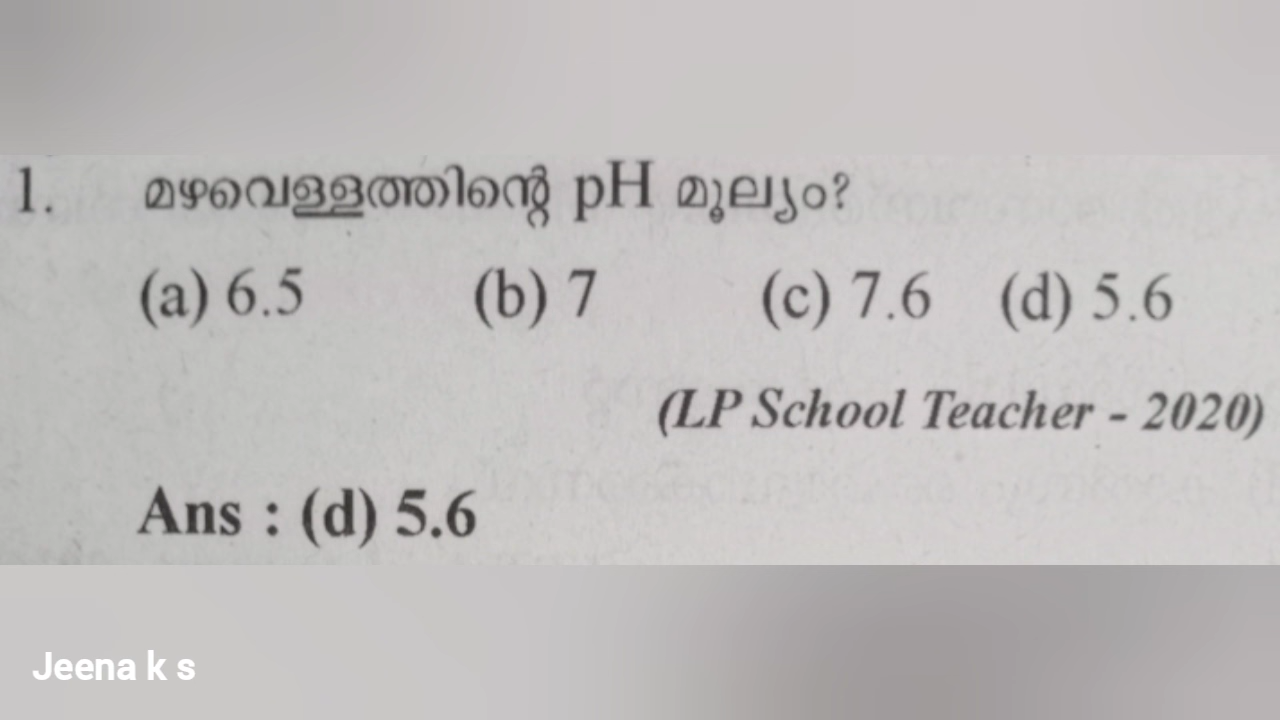 1. മഴവെള്ളത്തിന്റെ pH മൂല്യം?
(a) 6.5 (b) 7 (c) 7.6 (d) 5.6
(LP School Teacher - 2020)
Ans : (d) 5.6
Jeena k s